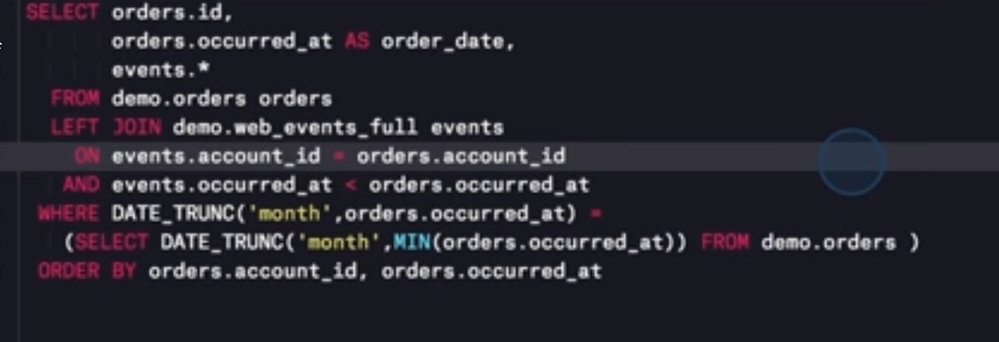 SELECT orders.id,
orders.occurred_at AS order_date,
events.*
FROM demo.orders orders
LEFT JOIN demo.web_events_full events
ON events.account_id = orders.account_id
AND events.occurred_at < orders.occurred_at
WHERE DATE_TRUNC('month',orders.occurred_at) =
(SELECT DATE_TRUNC('month',MIN(orders.occurred_at)) FROM demo.orders )
ORDER BY orders.account_id, orders.occurred_at